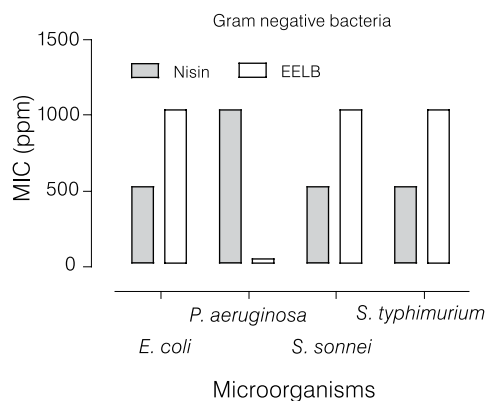 Gram negative bacteria
1500
Nisin
EELB
1000
MIC (ppm)
500
0
P. aeruginosa
S. typhimurium
E. coli
S. sonnei
Microorganisms